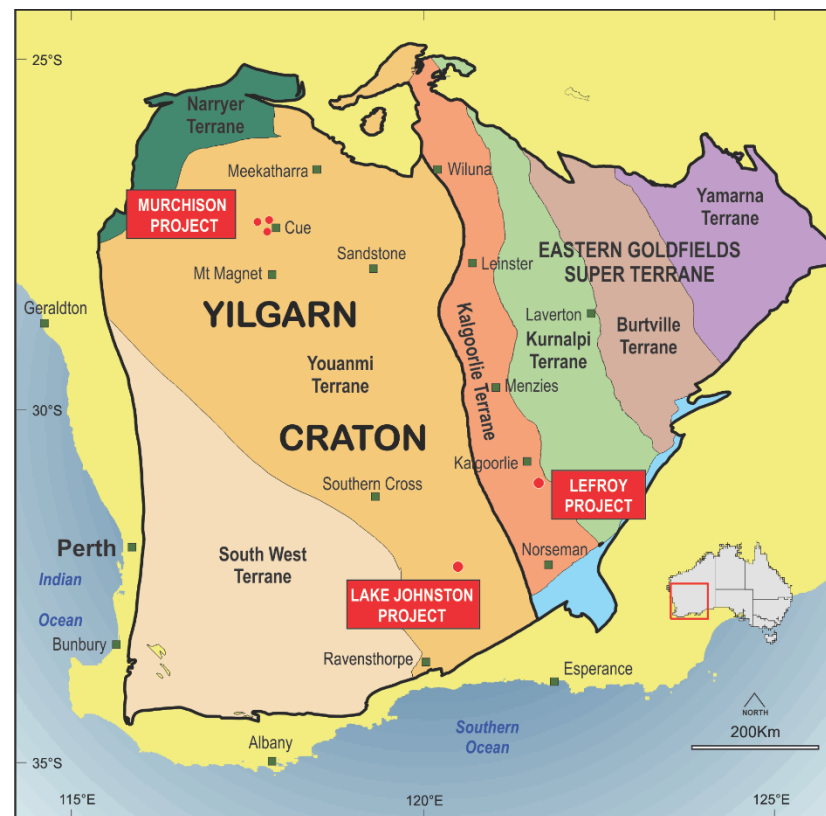 25°S
Narryer
Terrane
Meekatharra
Wiluna
MURCHISON
PROJECT
Cue
Yamarna
Terrane
Sandstone
Mt Magnet
Leinster
EASTERN GOLDFIELDS
SUPER TERRANE
Geraldton
YILGARN
Kalgoorlie Terrane
Laverton
Kurnalpi
Terrane
Burtville
Terrane
Youanmi
Terrane
Menzies
30°S
CRATON
Kalgoorlie
Southern Cross
LEFROY
PROJECT
Perth
South West
Terrane
Norseman
Indian
Ocean
LAKE JOHNSTON
PROJECT
Bunbury
Ravensthorpe
Esperance
NORTH
200Km
Southern
Ocean
Albany
35°S
115°E
120°E
125°E